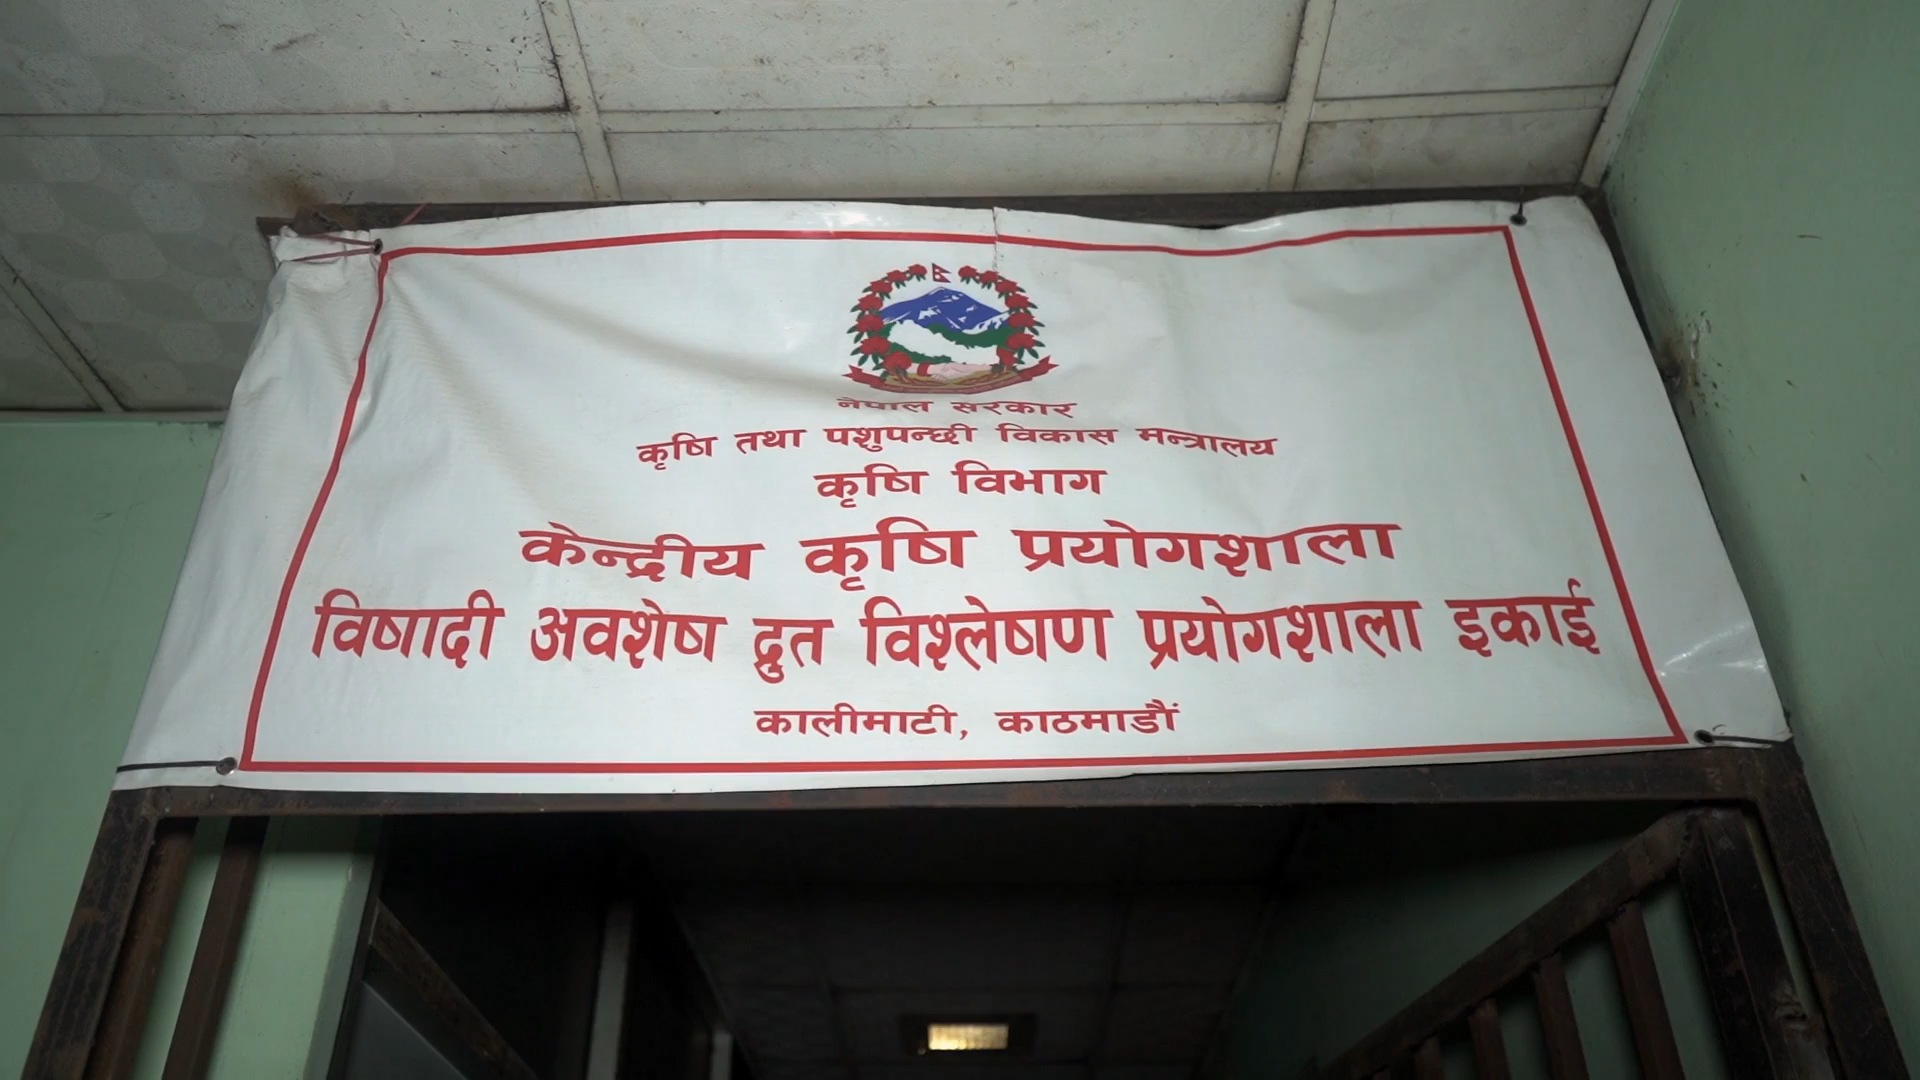 नेपाल सरकार
कृषि तथा पशुपन्छी विकास मन्त्रालय
कृषि विभाग
केन्द्रीय कृषि प्रयोगशाला
विषादी अवशेष द्रुत विश्लेषण प्रयोगशाला इकाई
कालीमाटी, काठमाडौं